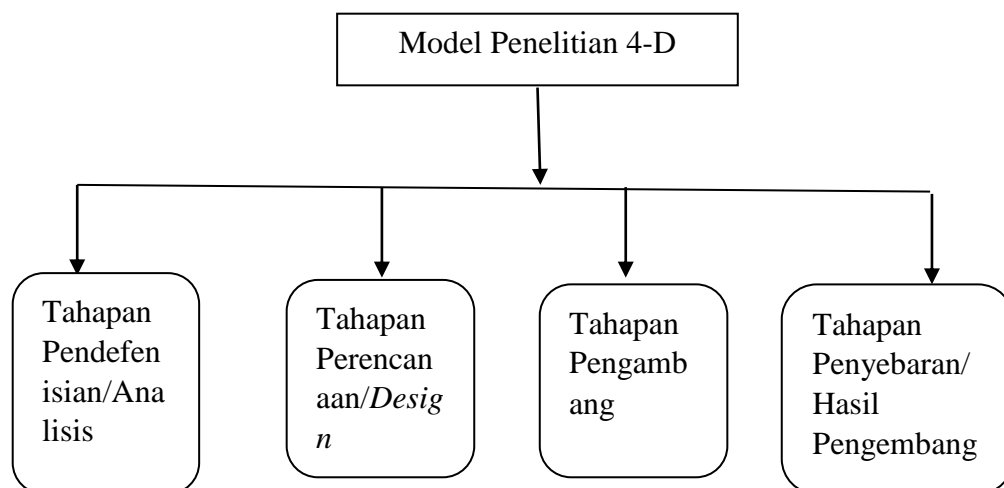 Model Penelitian 4-D
Tahapan
Pendefen
isian/Ana
lisis
Tahapan
Perencan
aan/Desig
n
Tahapan
Pengamb
ang
Tahapan
Penyebaran/
Hasil
Pengembang